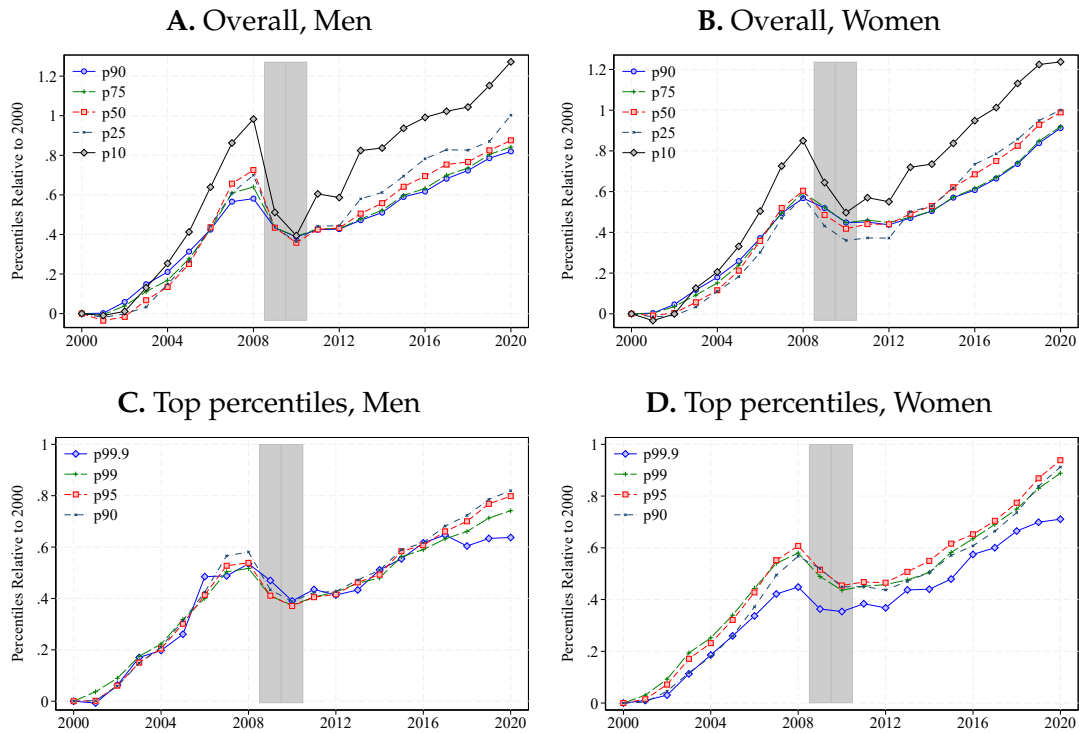 A. Overall, Men
Percentiles Relative to 2000
1.2
1
.8
.6
.4
.2
0
p90
p75
p50
p25
p10
2000 2004 2008 2012 2016 2020
B. Overall, Women
Percentiles Relative to 2000
1.2
1
.8
.6
.4
.2
0
p90
p75
p50
p25
p10
2000 2004 2008 2012 2016 2020
C. Top percentiles, Men
Percentiles Relative to 2000
1
.8
.6
.4
.2
0
p99.9
p99
p95
p90
2000 2004 2008 2012 2016 2020
D. Top percentiles, Women
Percentiles Relative to 2000
1
.8
.6
.4
.2
0
p99.9
p99
p95
p90
2000 2004 2008 2012 2016 2020